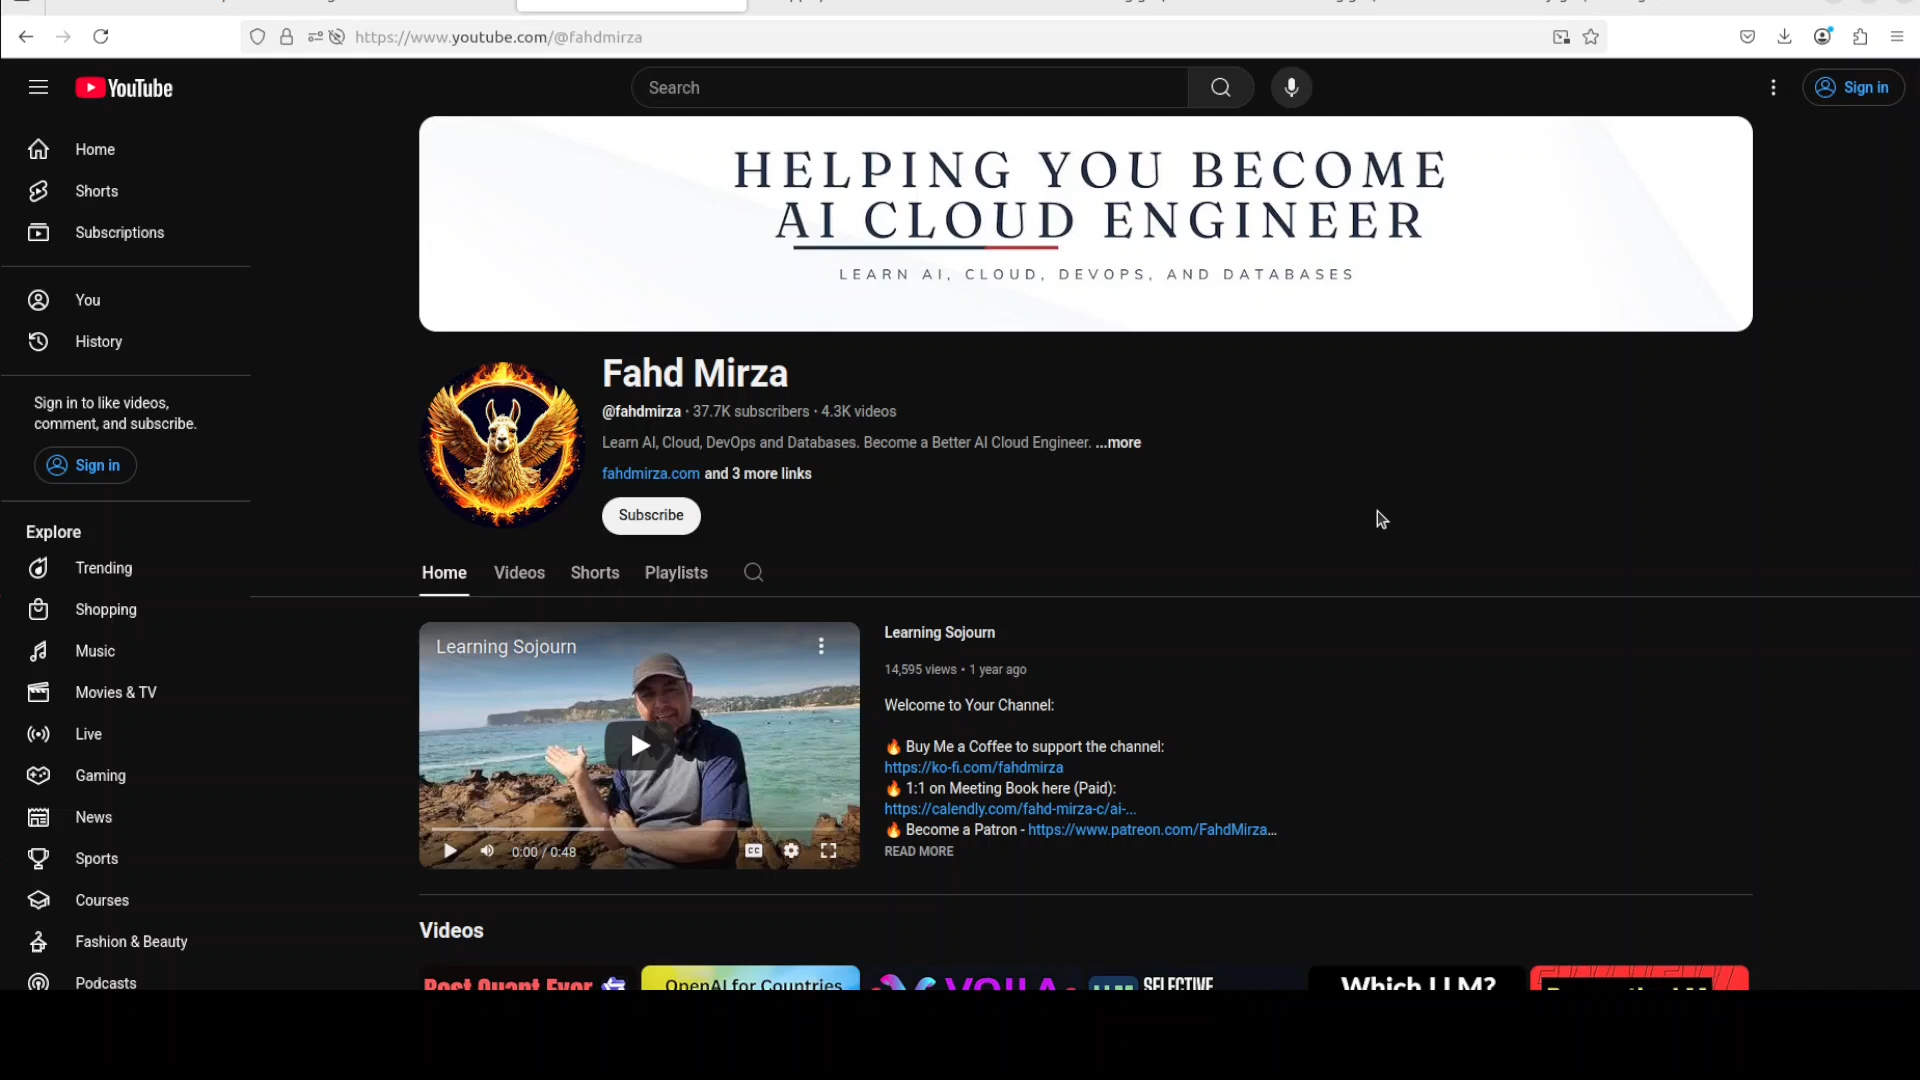 https://www.youtube.com/@fahdmirza
YouTube
Search
Sign in
Home
Shorts
Subscriptions
You
History
Sign in to like videos,
comment, and subscribe.
Sign in
Explore
Trending
Shopping
Music
Movies & TV
Live
Gaming
News
Sports
Courses
Fashion & Beauty
Podcasts
HELPING YOU BECOME
AI CLOUD ENGINEER
LEARN AI, CLOUD, DEVOPS, AND DATABASES
Fahd Mirza
@fahdmirza · 37.7K subscribers · 4.3K videos
Learn AI, Cloud, DevOps and Databases. Become a Better AI Cloud Engineer. ...more
fahdmirza.com and 3 more links
Subscribe
Home Videos Shorts Playlists
Learning Sojourn
0:00 / 0:48
CC
Learning Sojourn
14,595 views • 1 year ago
Welcome to Your Channel:
🔥 Buy Me a Coffee to support the channel:
https://ko-fi.com/fahdmirza
🔥 1:1 on Meeting Book here (Paid):
https://calendly.com/fahd-mirza-c/ai-...
🔥 Become a Patron - https://www.patreon.com/FahdMirza...
READ MORE
Videos
Best Quant Ever
OpenAI for Countries
VOILA
SELECTIVE
Which LLM?